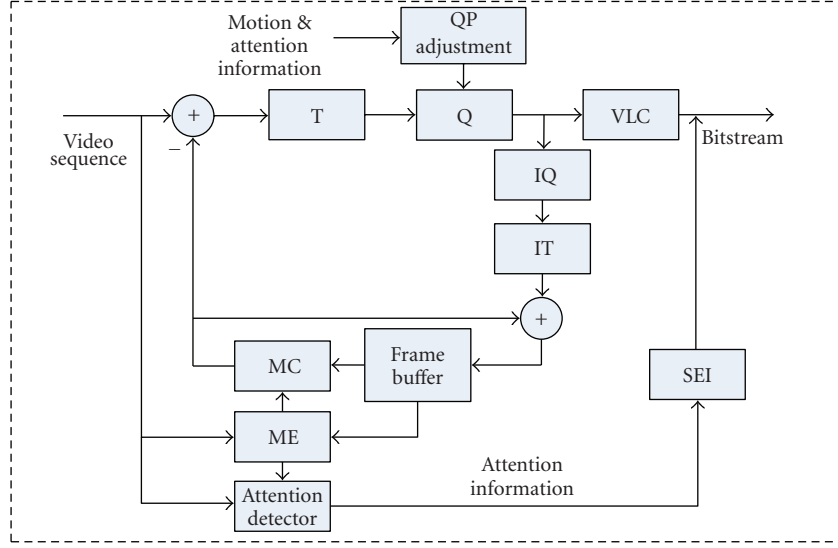 Motion &
attention
information
QP
adjustment
+
T
Q
VLC
Video
sequence
−
Bitstream
IQ
IT
+
MC
Frame
buffer
SEI
ME
Attention
detector
Attention
information